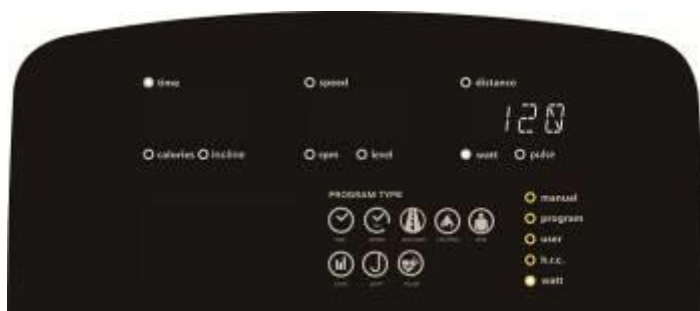 time speed distance
120
calories incline rpm level watt pulse
PROGRAM TYPE
manual
program
user
h.r.c.
watt